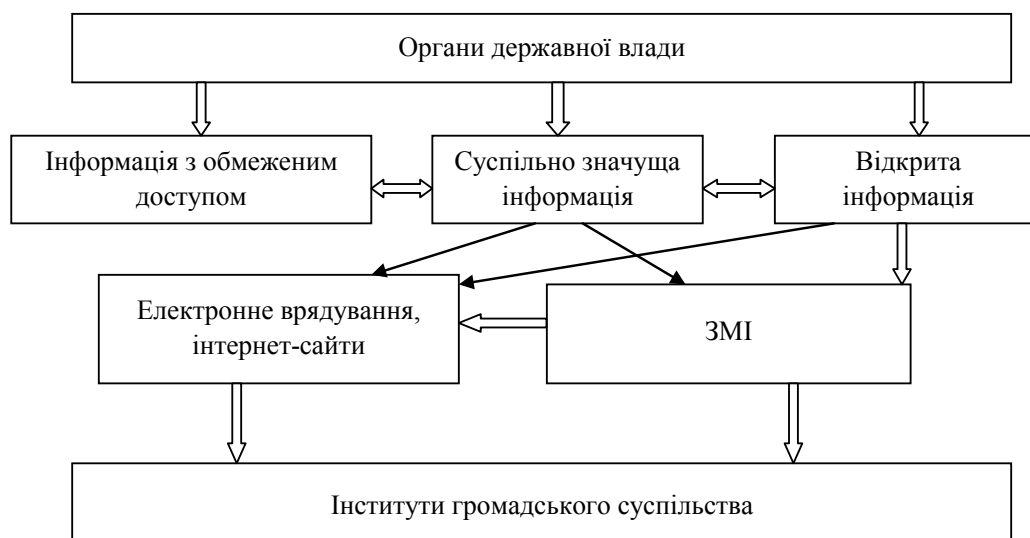 Органи державної влади
Інформація з обмеженим
доступом
Суспільно значуща
інформація
Відкрита
інформація
Електронне врядування,
інтернет-сайти
ЗМІ
Інститути громадського суспільства